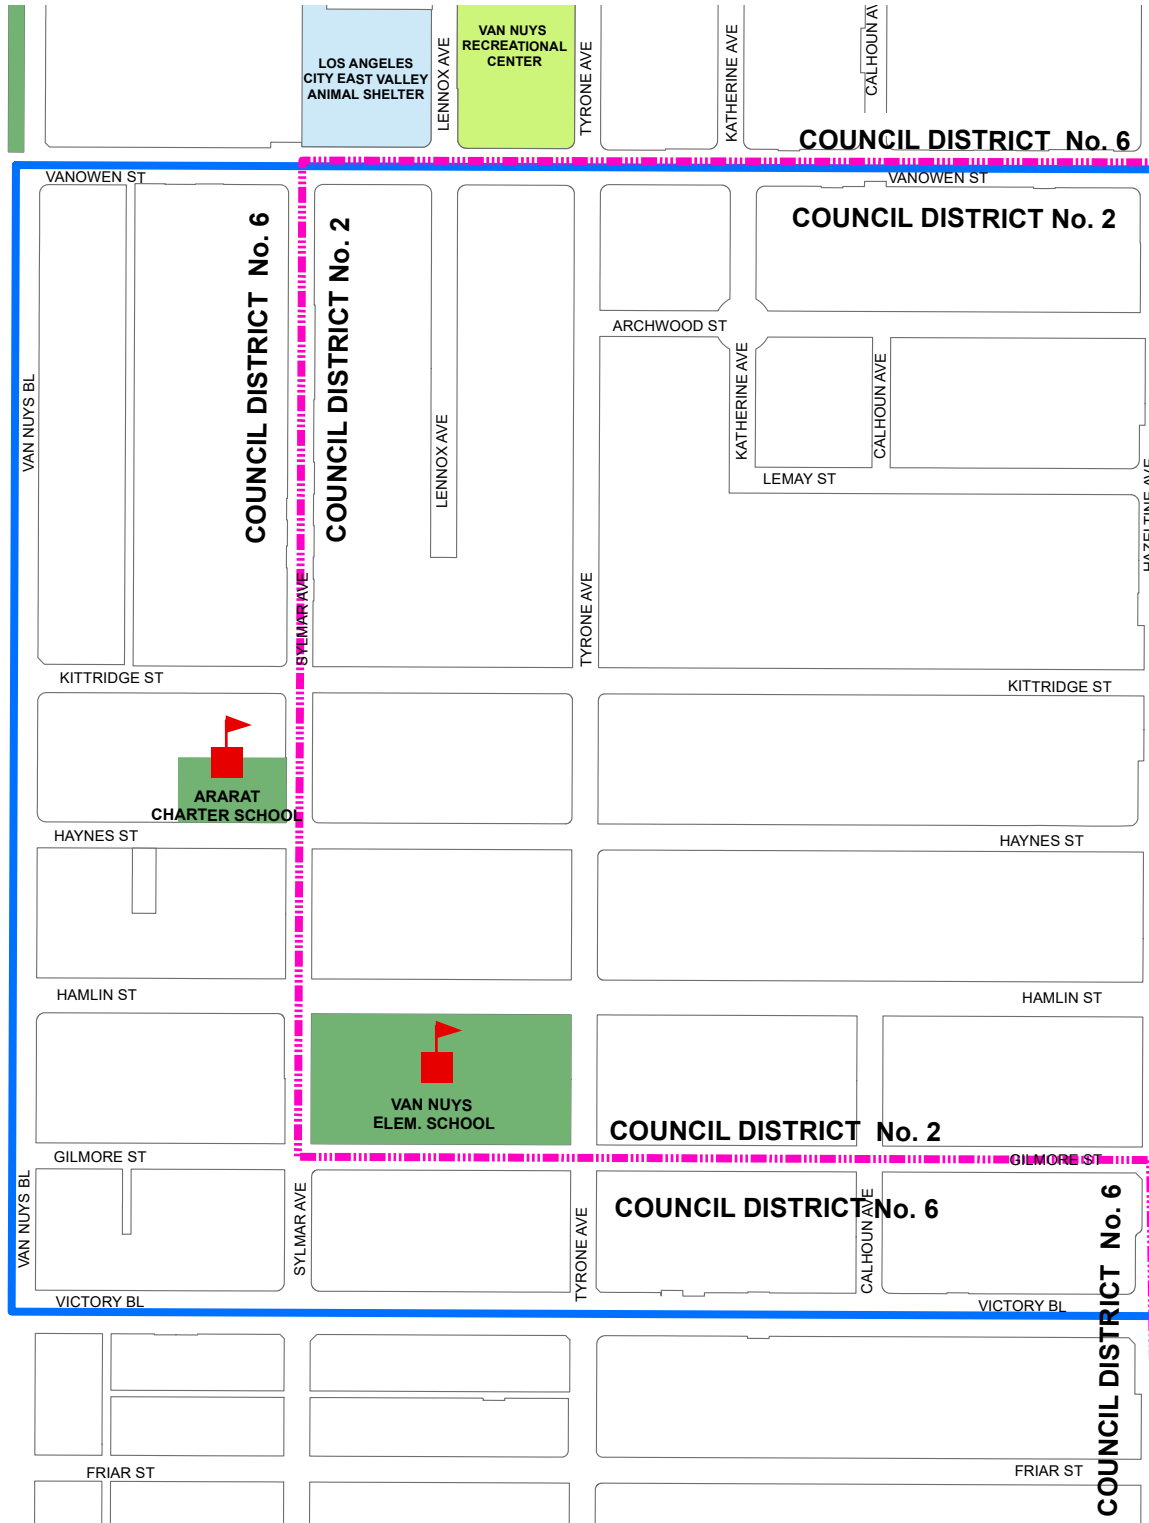 LOS ANGELES
CITY EAST VALLEY
ANIMAL SHELTER
LENNOX AVE
VAN NUYS
RECREATIONAL
CENTER
TYRONE AVE
KATHERINE AVE
CALHOUN AV
COUNCIL DISTRICT No. 6
VANOWEN ST
VANOWEN ST
COUNCIL DISTRICT No. 2
COUNCIL DISTRICT No. 6
COUNCIL DISTRICT No. 2
ARCHWOOD ST
VAN NUYS BL
LENNOX AVE
KATHERINE AVE
CALHOUN AVE
LEMAY ST
HAZELTINE AVE
SYLMAR AVE
TYRONE AVE
KITTRIDGE ST
KITTRIDGE ST
ARARAT
CHARTER SCHOOL
HAYNES ST
HAYNES ST
HAMLIN ST
HAMLIN ST
VAN NUYS
ELEM. SCHOOL
COUNCIL DISTRICT No. 2
GILMORE ST
GILMORE ST
VAN NUYS BL
SYLMAR AVE
TYRONE AVE
COUNCIL DISTRICT No. 6
CALHOUN AVE
COUNCIL DISTRICT No. 6
VICTORY BL
VICTORY BL
FRIAR ST
FRIAR ST